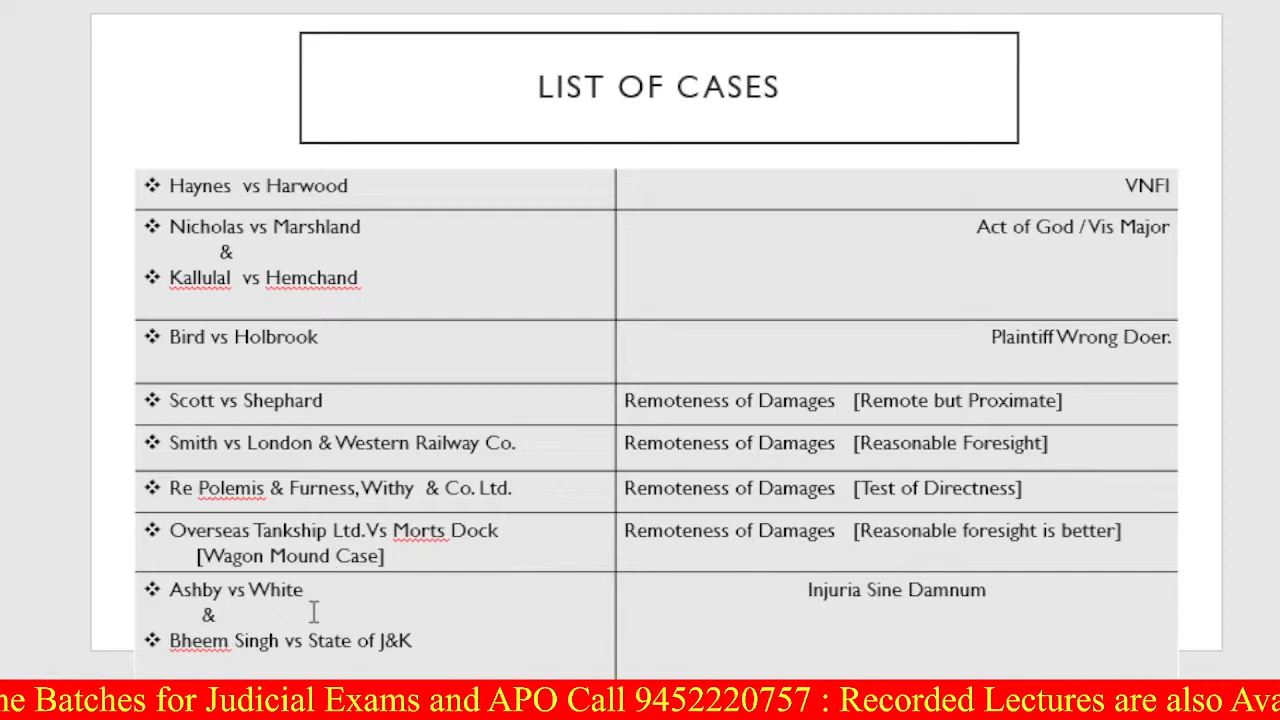 LIST OF CASES
❖ Haynes vs Harwood VNFI
❖ Nicholas vs Marshland Act of God / Vis Major
&
❖ Kallulal vs Hemchand
❖ Bird vs Holbrook Plaintiff Wrong Doer.
❖ Scott vs Shephard Remoteness of Damages [Remote but Proximate]
❖ Smith vs London & Western Railway Co. Remoteness of Damages [Reasonable Foresight]
❖ Re Polemis & Furness, Withy & Co. Ltd. Remoteness of Damages [Test of Directness]
❖ Overseas Tankship Ltd. Vs Morts Dock Remoteness of Damages [Reasonable foresight is better]
[Wagon Mound Case]
❖ Ashby vs White Injuria Sine Damnum
&
❖ Bheem Singh vs State of J&K
ne Batches for Judicial Exams and APO Call 9452220757 : Recorded Lectures are also Ava